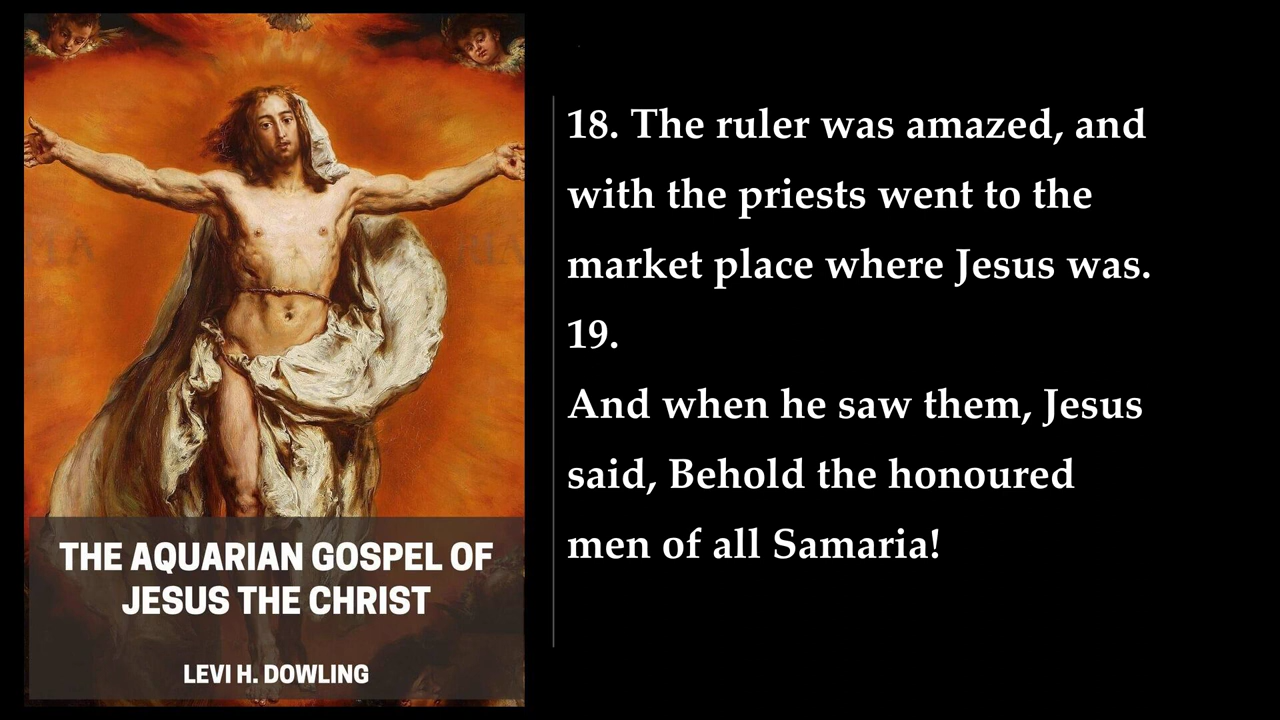 THE AQUARIAN GOSPEL OF
JESUS THE CHRIST
LEVI H. DOWLING
18. The ruler was amazed, and
with the priests went to the
market place where Jesus was.
19.
And when he saw them, Jesus
said, Behold the honoured
men of all Samaria!